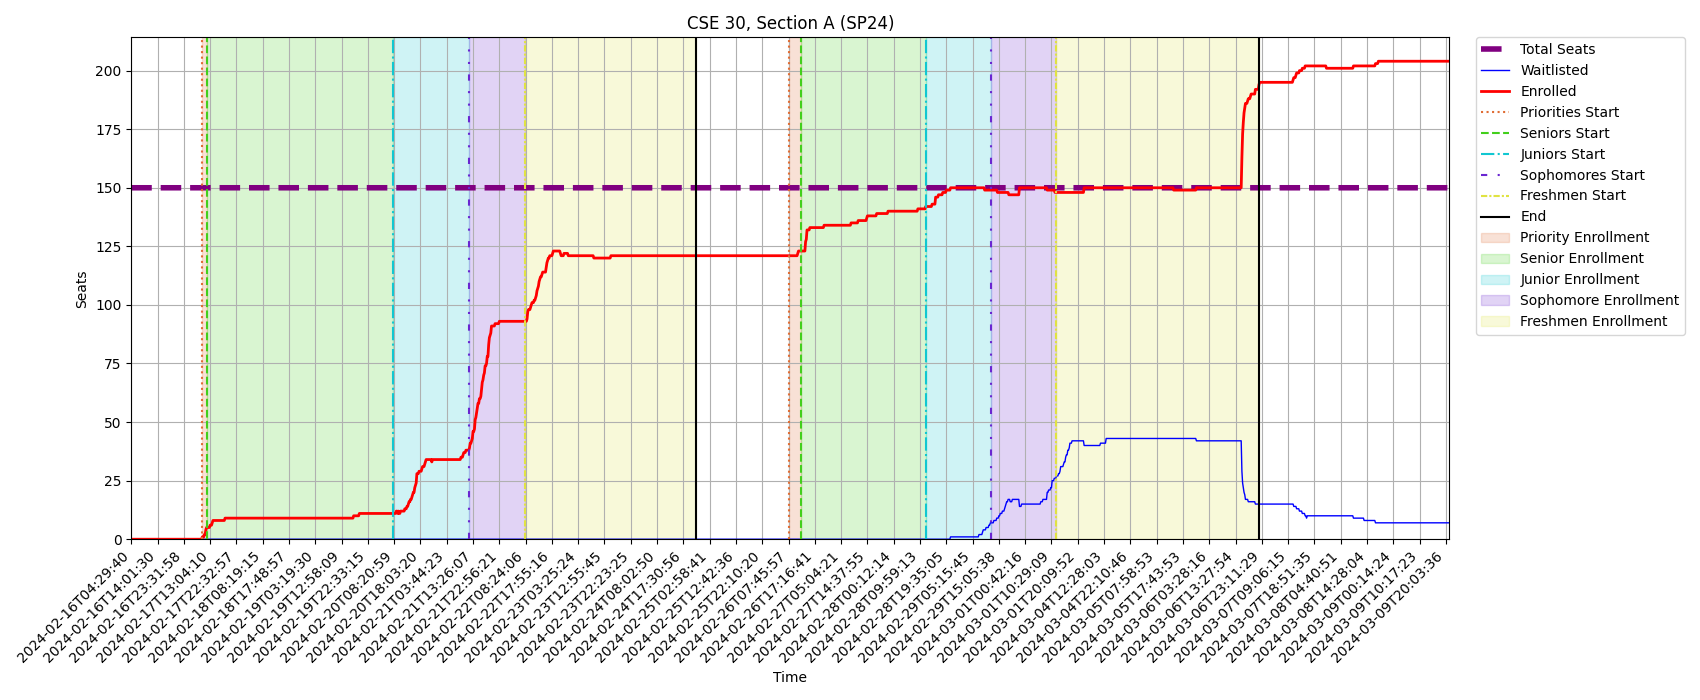 CSE 30, Section A (SP24)
Seats
200
175
150
125
100
75
50
25
0
2024-02-16T04:29:40
2024-02-16T14:01:30
2024-02-16T23:31:58
2024-02-17T13:04:10
2024-02-17T22:32:57
2024-02-18T08:19:15
2024-02-18T17:48:57
2024-02-19T03:19:30
2024-02-19T12:58:09
2024-02-19T22:33:15
2024-02-20T08:20:59
2024-02-20T18:03:20
2024-02-21T03:44:23
2024-02-21T13:26:07
2024-02-21T22:56:21
2024-02-22T08:24:06
2024-02-22T17:55:16
2024-02-23T03:25:24
2024-02-23T12:55:45
2024-02-23T22:23:25
2024-02-24T08:02:50
2024-02-24T17:30:56
2024-02-25T02:58:41
2024-02-25T12:42:36
2024-02-25T22:10:20
2024-02-26T07:45:57
2024-02-26T17:16:41
2024-02-27T05:04:21
2024-02-27T14:37:55
2024-02-28T00:12:14
2024-02-28T09:59:13
2024-02-28T19:35:05
2024-02-29T05:15:45
2024-02-29T15:05:38
2024-03-01T00:42:16
2024-03-01T10:29:09
2024-03-01T20:09:52
2024-03-04T12:28:03
2024-03-04T22:10:46
2024-03-05T07:58:53
2024-03-05T17:43:53
2024-03-06T03:28:16
2024-03-06T13:27:54
2024-03-06T23:11:29
2024-03-07T09:06:15
2024-03-07T18:51:35
2024-03-08T04:40:51
2024-03-08T14:28:04
2024-03-09T00:14:24
2024-03-09T10:17:23
2024-03-09T20:03:36
Time
Total Seats
Waitlisted
Enrolled
Priorities Start
Seniors Start
Juniors Start
Sophomores Start
Freshmen Start
End
Priority Enrollment
Senior Enrollment
Junior Enrollment
Sophomore Enrollment
Freshmen Enrollment